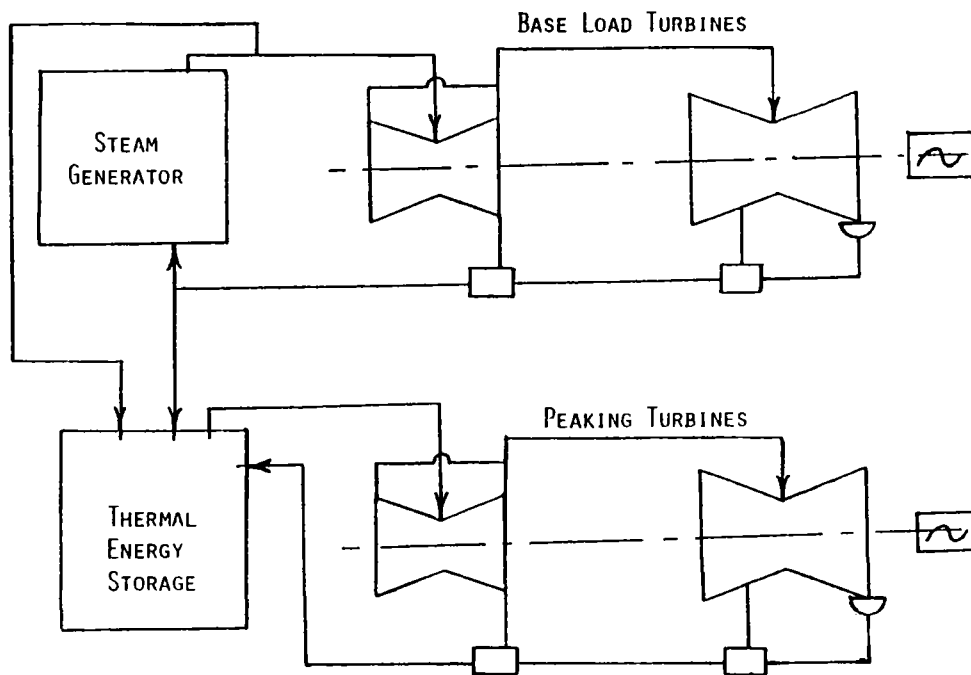 BASE LOAD TURBINES
STEAM
GENERATOR
PEAKING TURBINES
THERMAL
ENERGY
STORAGE